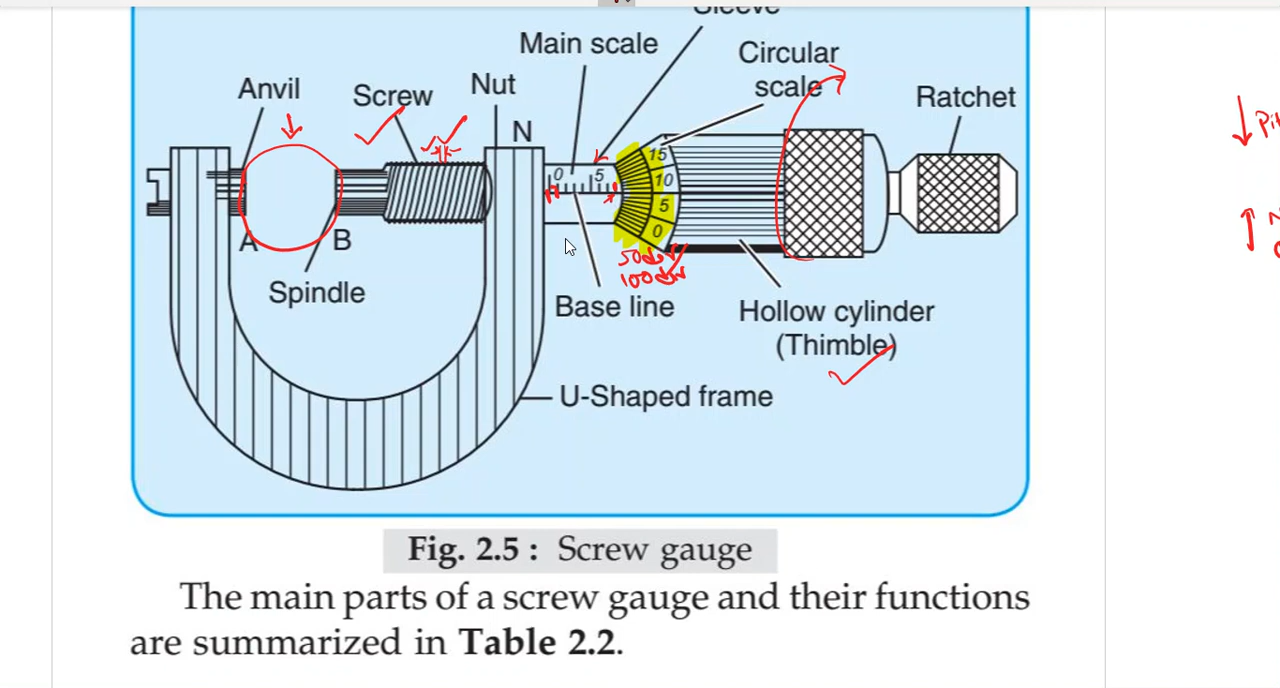 Sleeve
Main scale
Circular
scale
Anvil
Screw
Nut
Ratchet
N
0 5
15
10
5
0
A
B
50
100
Spindle
Base line
Hollow cylinder
(Thimble)
U-Shaped frame
Fig. 2.5 : Screw gauge
The main parts of a screw gauge and their functions
are summarized in Table 2.2.